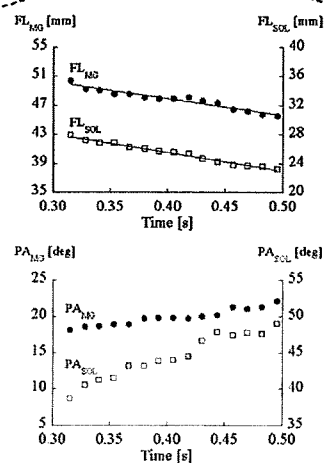 FL_MG [mm] FL_SOL [mm]
55 40
51 36
47 32
43 28
39 24
35 20
FL_MG
FL_SOL
0.30 0.35 0.40 0.45 0.50
Time [s]
PA_MG [deg] PA_SOL [deg]
25 55
20 50
15 45
10 40
5 35
PA_MG
PA_SOL
0.30 0.35 0.40 0.45 0.50
Time [s]